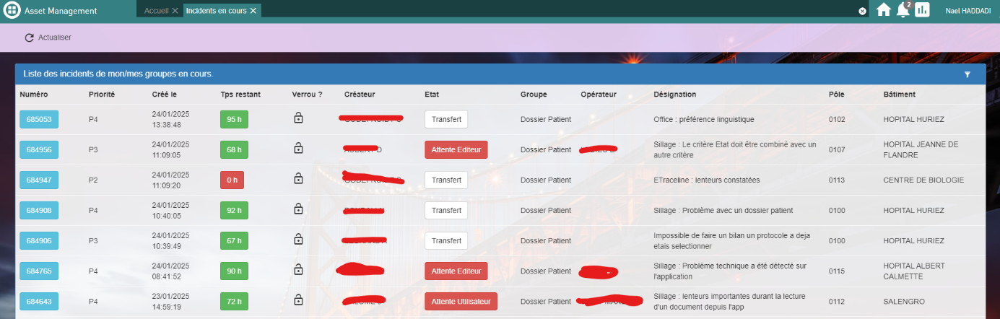 Asset Management
Accueil
Incidents en cours
2
Nael HADDADI
Actualiser
Liste des incidents de mon/mes groupes en cours.
Numéro Priorité Créé le Tps restant Verrou ? Créateur Etat Groupe Opérateur Désignation Pôle Bâtiment
685053 P4 24/01/2025 95 h Transfert Dossier Patient Office : préférence linguistique 0102 HOPITAL HURIEZ
13:38:48
684956 P3 24/01/2025 68 h Attente Editeur Dossier Patient Sillage : Le critère Etat doit être combiné avec un 0107 HOPITAL JEANNE DE
11:09:05 autre critère FLANDRE
684947 P2 24/01/2025 0 h Transfert Dossier Patient ETraceline : lenteurs constatées 0113 CENTRE DE BIOLOGIE
11:09:20
684908 P4 24/01/2025 92 h Transfert Dossier Patient Sillage : Problème avec un dossier patient 0100 HOPITAL HURIEZ
10:40:05
684906 P3 24/01/2025 67 h Transfert Dossier Patient Impossible de faire un bilan un protocole a deja 0100 HOPITAL HURIEZ
10:39:49 etais selectionner
684765 P4 24/01/2025 90 h Attente Editeur Dossier Patient Sillage : Problème technique a été détecté sur 0115 HOPITAL ALBERT
08:41:52 l'application CALMETTE
684643 P4 23/01/2025 72 h Attente Utilisateur Dossier Patient Sillage : lenteurs importantes durant la lecture 0112 SALENGRO
14:59:19 d'un document depuis l'app